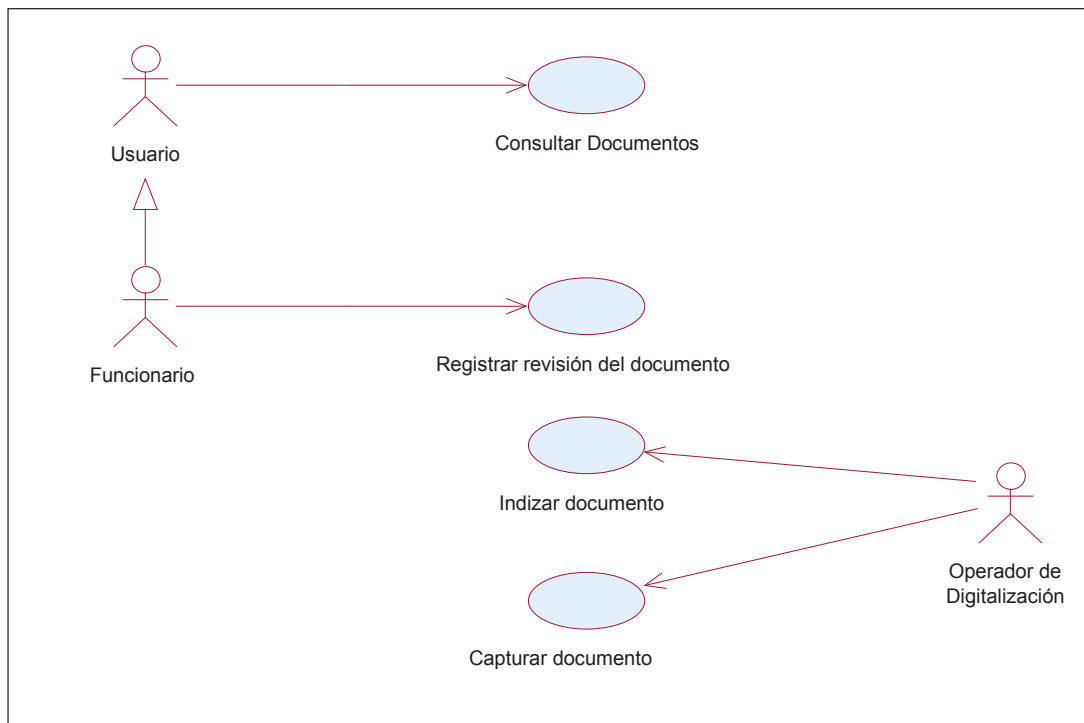 Usuario
Consultar Documentos
Funcionario
Registrar revisión del documento
Indizar documento
Operador de
Digitalización
Capturar documento